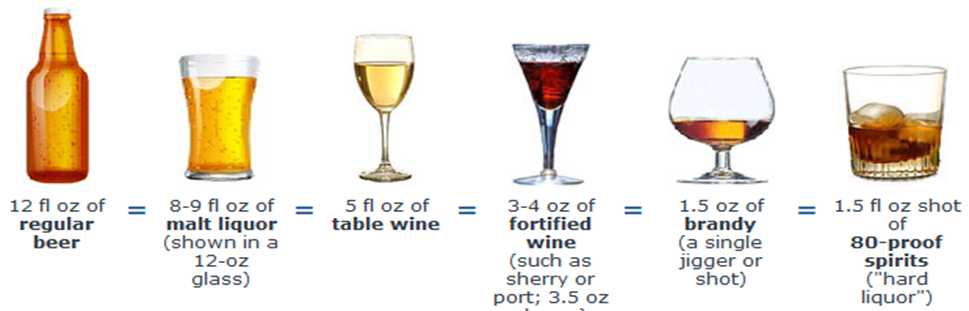 12 fl oz of
regular
beer
=
8-9 fl oz of
malt liquor
(shown in a
12-oz
glass)
=
5 fl oz of
table wine
=
3-4 oz of
fortified
wine
(such as
sherry or
port; 3.5 oz
=
1.5 oz of
brandy
(a single
jigger or
shot)
=
1.5 fl oz shot
of
80-proof
spirits
("hard
liquor")